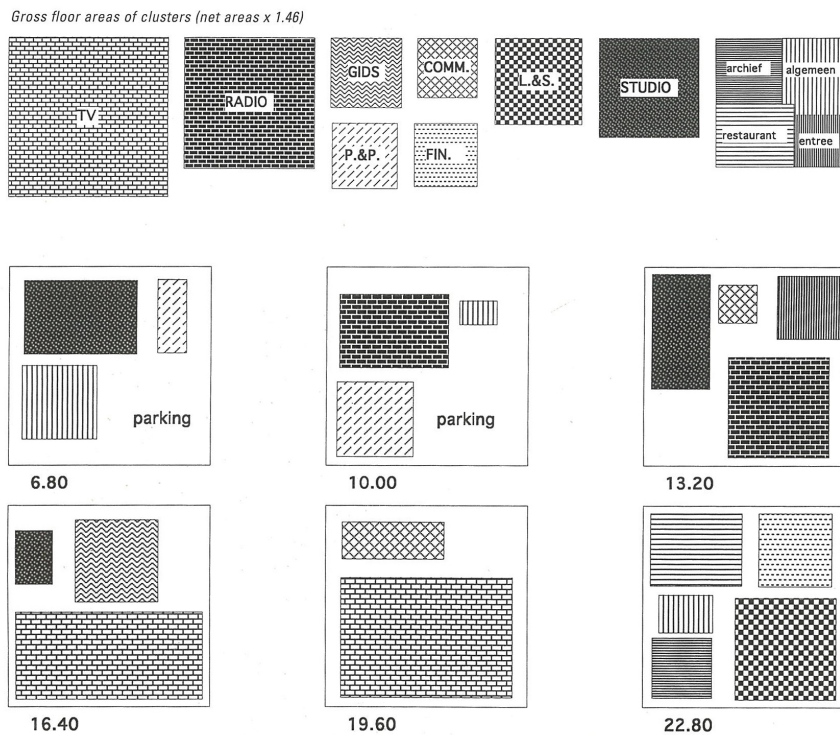 Gross floor areas of clusters (net areas x 1.46)
TV
RADIO
GIDS
COMM.
L.&S.
STUDIO
archief
algemeen
P.&P.
FIN.
restaurant
entree
parking
parking
6.80
10.00
13.20
16.40
19.60
22.80